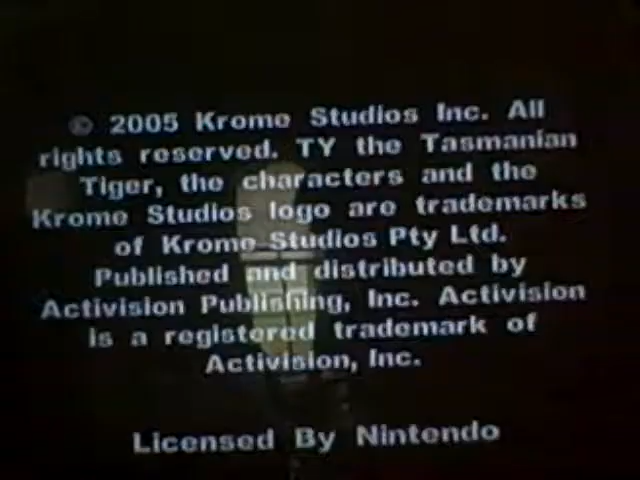 © 2005 Krome Studios Inc. All
rights reserved. TY the Tasmanian
Tiger, the characters and the
Krome Studios logo are trademarks
of Krome Studios Pty Ltd.
Published and distributed by
Activision Publishing, Inc. Activision
is a registered trademark of
Activision, Inc.
Licensed By Nintendo